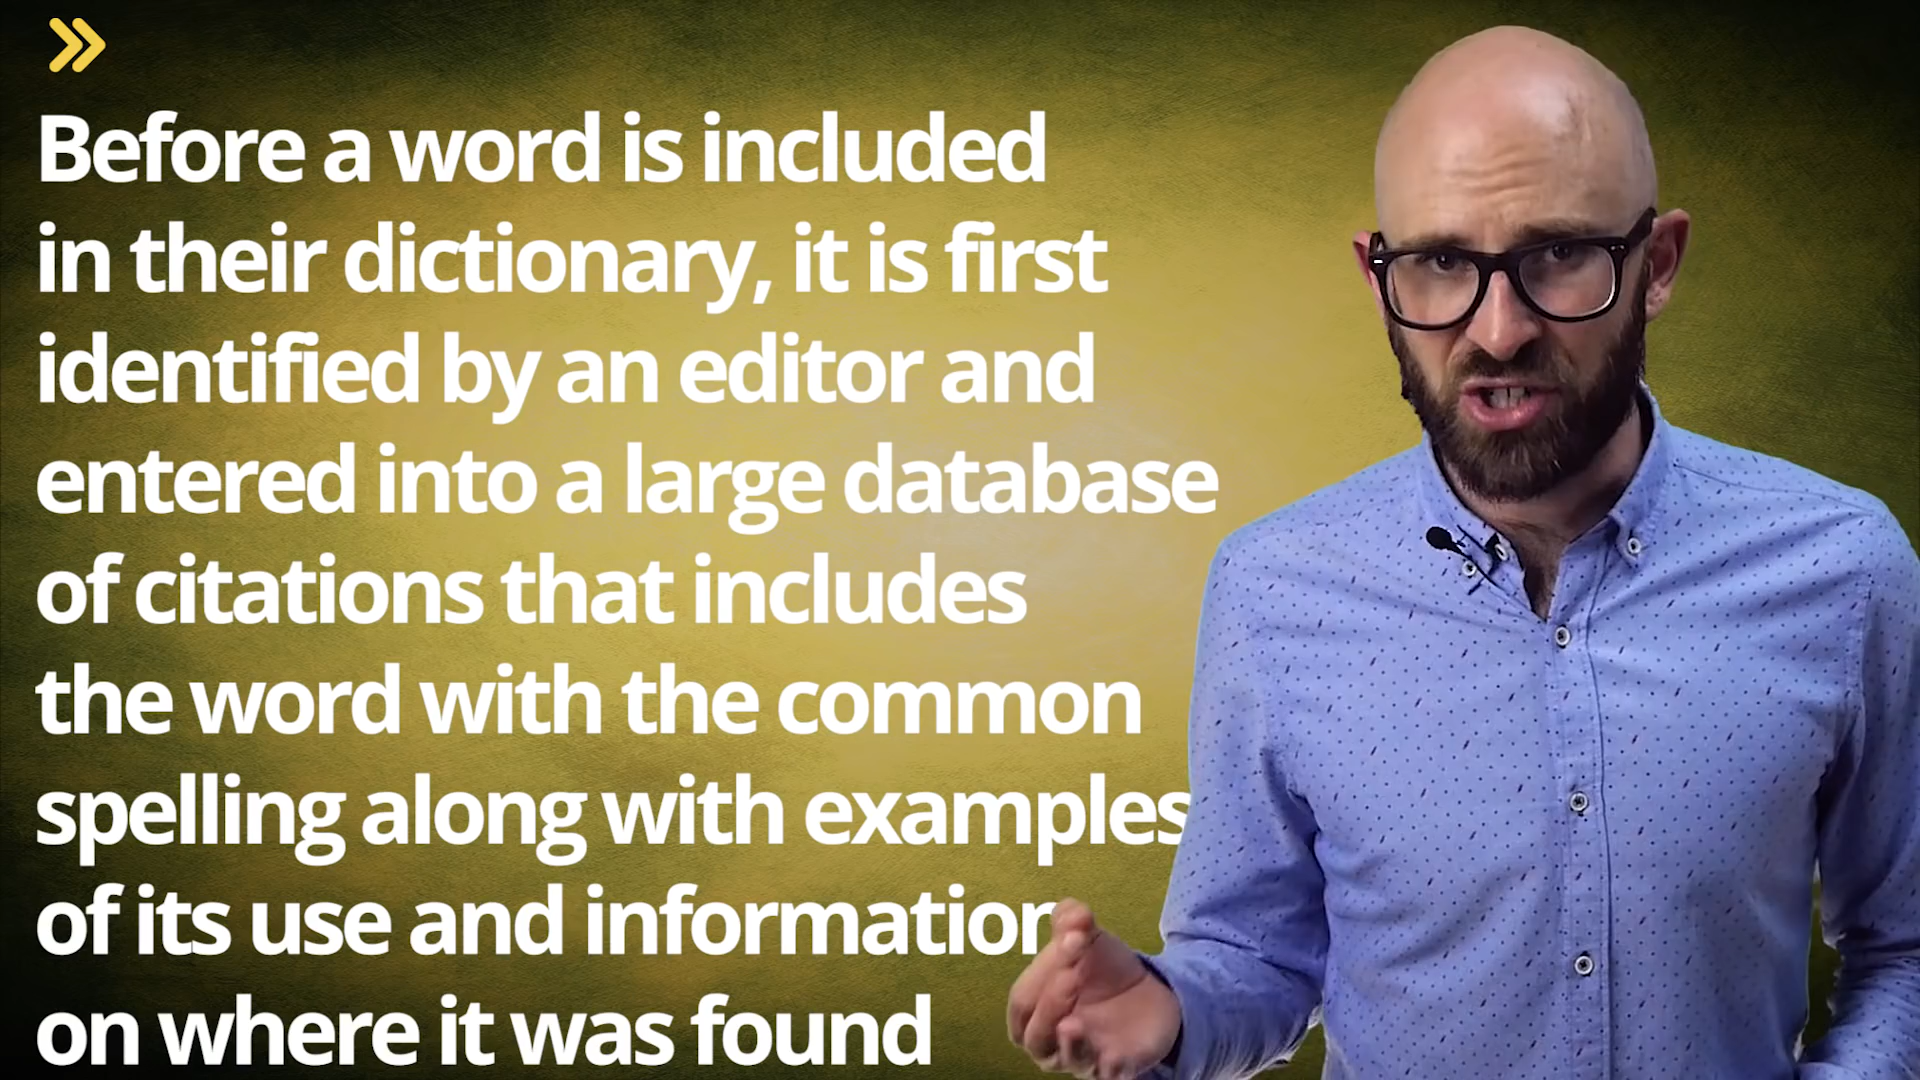 Before a word is included
in their dictionary, it is first
identified by an editor and
entered into a large database
of citations that includes
the word with the common
spelling along with examples
of its use and information
on where it was found